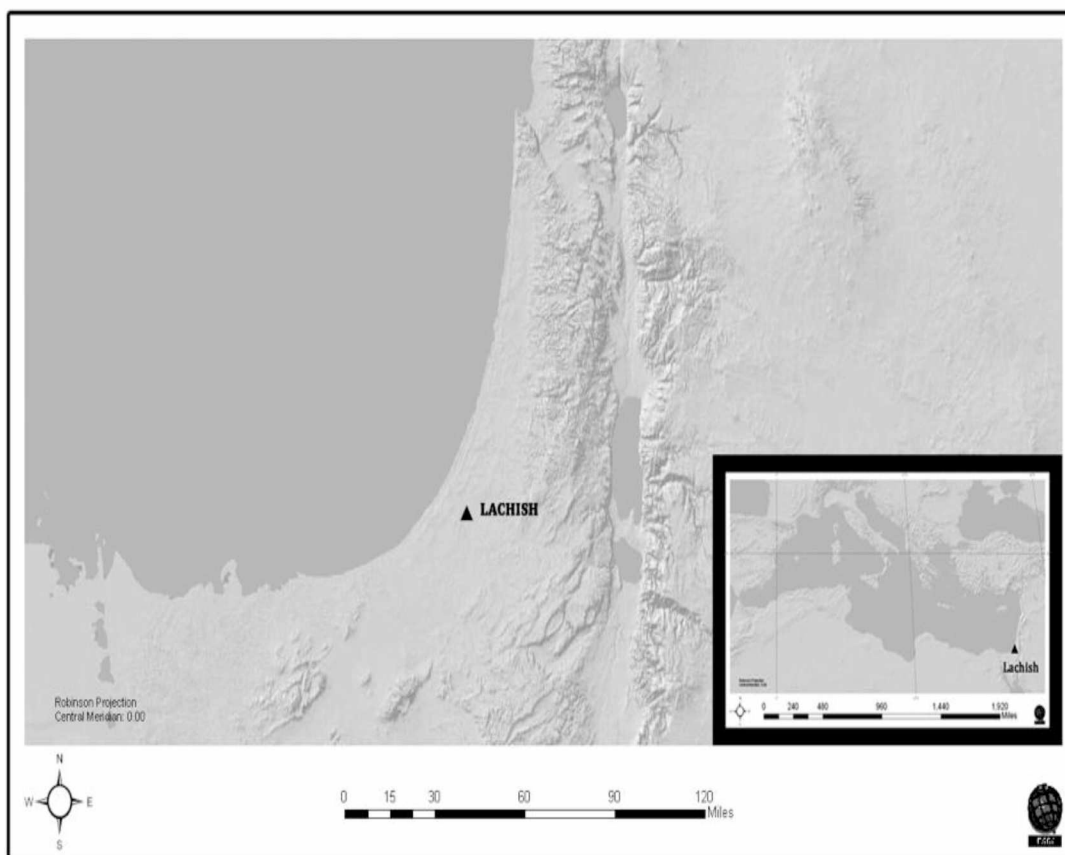 LACHISH
Lachish
Robinson Projection
Central Meridian: 0.00
0 240 480 960 1,440 1,920
Miles
N
W E
S
0 15 30 60 90 120
Miles